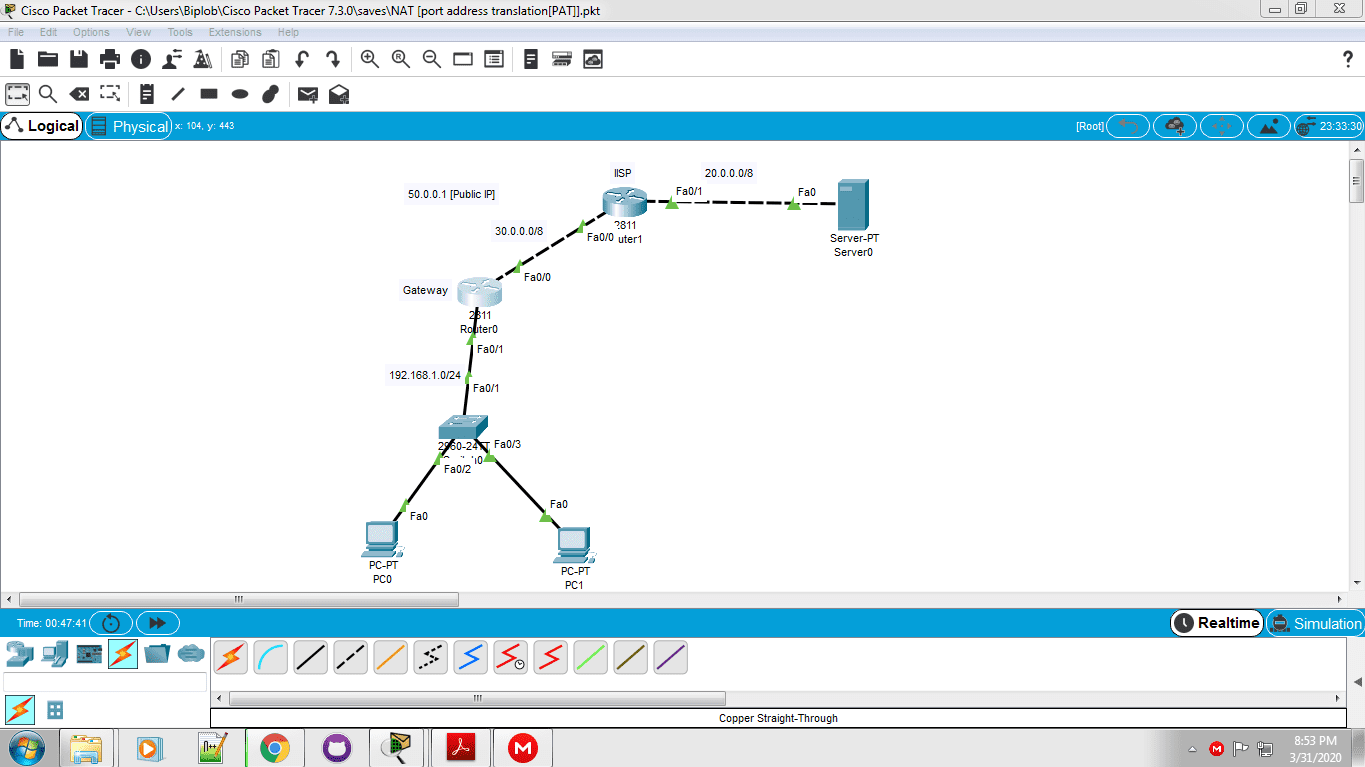 Cisco Packet Tracer - C:\Users\Biplob\Cisco Packet Tracer 7.3.0\saves\NAT [port address translation[PAT]].pkt
File Edit Options View Tools Extensions Help
?
Logical Physical x: 104, y: 443 [Root] 23:33:30
IISP
20.0.0.0/8
50.0.0.1 [Public IP]
Fa0/1
Fa0
2811
uter1
30.0.0.0/8
Fa0/0
Server-PT
Server0
Fa0/0
Gateway
2811
Router0
Fa0/1
192.168.1.0/24
Fa0/1
2960-24TT
Fa0/3
Fa0/2
Fa0
Fa0
PC-PT
PC0
PC-PT
PC1
Time: 00:47:41 Realtime Simulation
Copper Straight-Through
8:53 PM
3/31/2020